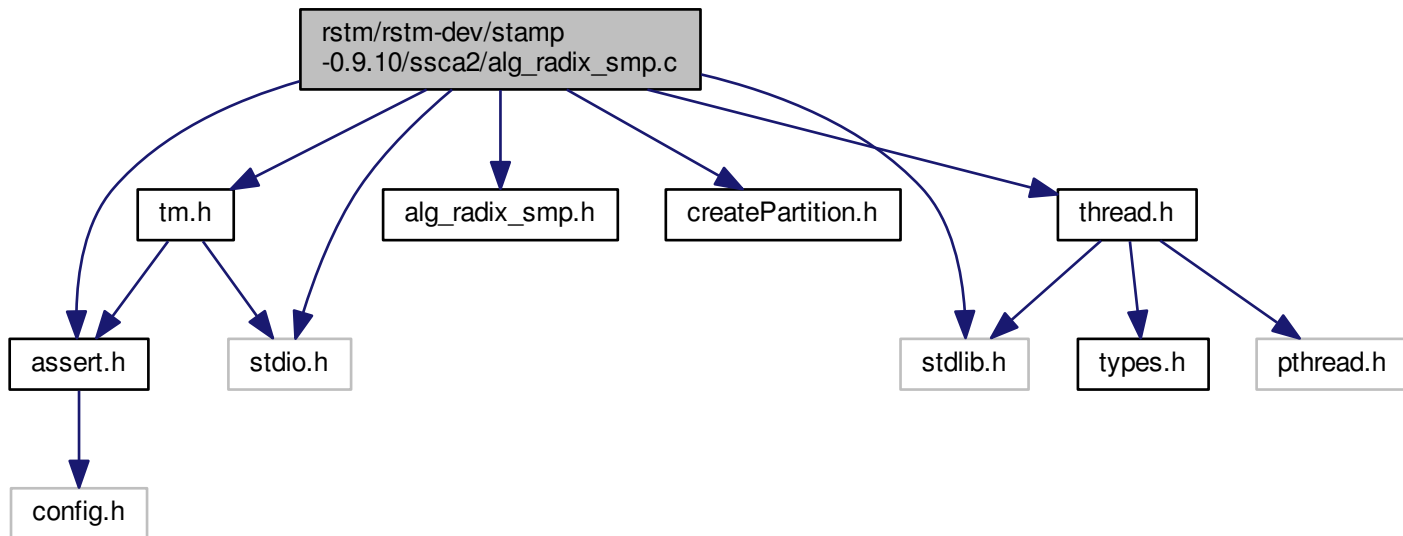 rstm/rstm-dev/stamp
-0.9.10/ssca2/alg_radix_smp.c
tm.h
alg_radix_smp.h
createPartition.h
thread.h
assert.h
stdio.h
stdlib.h
types.h
pthread.h
config.h